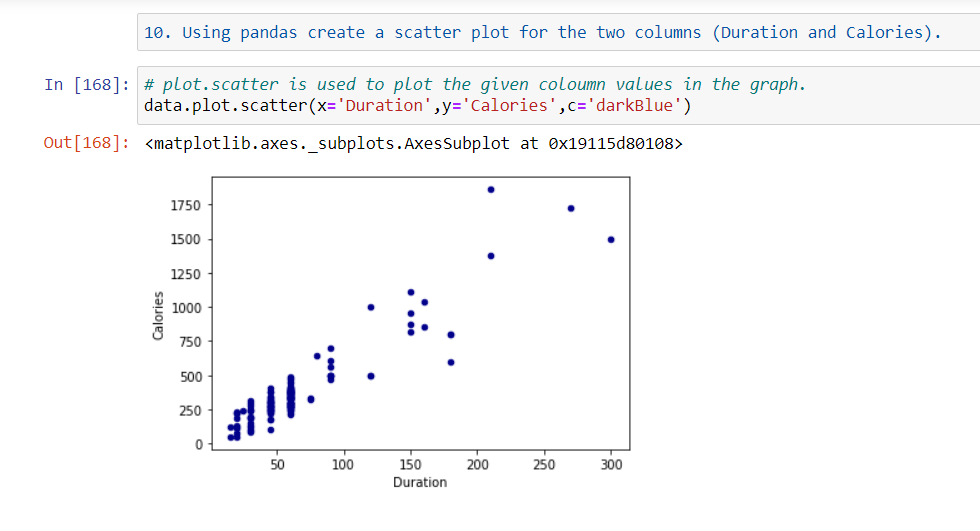 10. Using pandas create a scatter plot for the two columns (Duration and Calories).
In [168]: # plot.scatter is used to plot the given coloumn values in the graph.
data.plot.scatter(x='Duration',y='Calories',c='darkBlue')
Out[168]: <matplotlib.axes._subplots.AxesSubplot at 0x19115d80108>
1750
1500
1250
1000
750
500
250
0
Calories
50 100 150 200 250 300
Duration